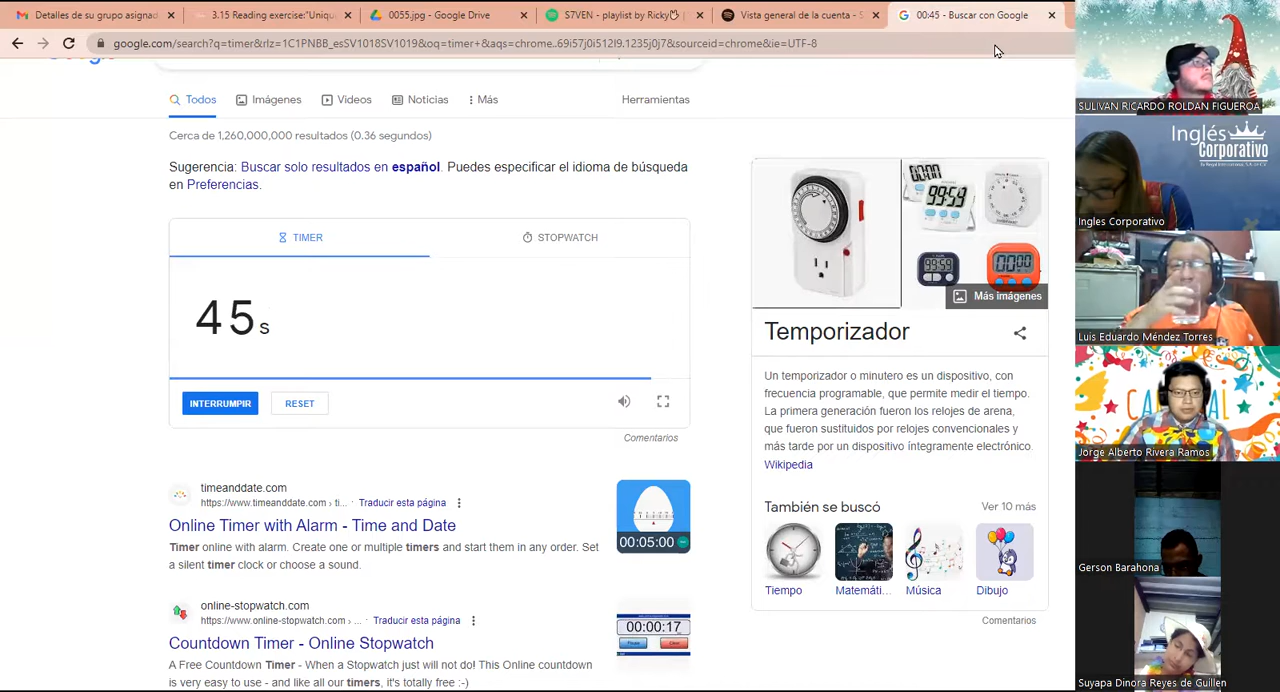 Detalles de su grupo asignad
3.15 Reading exercise:"Uniqu
0055.jpg - Google Drive
S7VEN - playlist by Ricky
Vista general de la cuenta - S
00:45 - Buscar con Google
google.com/search?q=timer&rlz=1C1PNBB_esSV1018SV1019&oq=timer+&aqs=chrome..69i57j0i512l9.1235j0j7&sourceid=chrome&ie=UTF-8
Todos
Imágenes
Videos
Noticias
Más
Herramientas
Cerca de 1,260,000,000 resultados (0.36 segundos)
Sugerencia: Buscar solo resultados en español. Puedes especificar el idioma de búsqueda
en Preferencias.
TIMER
STOPWATCH
45 s
INTERRUMPIR
RESET
Comentarios
timeanddate.com
https://www.timeanddate.com › ti...
Traducir esta página
Online Timer with Alarm - Time and Date
Timer online with alarm. Create one or multiple timers and start them in any order. Set
a silent timer clock or choose a sound.
00:05:00
online-stopwatch.com
https://www.online-stopwatch.com › ...
Traducir esta página
Countdown Timer - Online Stopwatch
A Free Countdown Timer - When a Stopwatch just will not do! This Online countdown
is very easy to use - and like all our timers, it's totally free :-)
00:00:17
00:00
99:59
99:59
00:00
Más imágenes
Temporizador
Un temporizador o minutero es un dispositivo, con
frecuencia programable, que permite medir el tiempo.
La primera generación fueron los relojes de arena,
que fueron sustituidos por relojes convencionales y
más tarde por un dispositivo íntegramente electrónico.
Wikipedia
También se buscó
Ver 10 más
Tiempo
Matemáti...
Música
Dibujo
Comentarios
SULIVAN RICARDO ROLDAN FIGUEROA
Inglés
Corporativo
Ingles Corporativo
Luis Eduardo Méndez Torres
Jorge Alberto Rivera Ramos
Gerson Barahona
Suyapa Dinora Reyes de Guillen